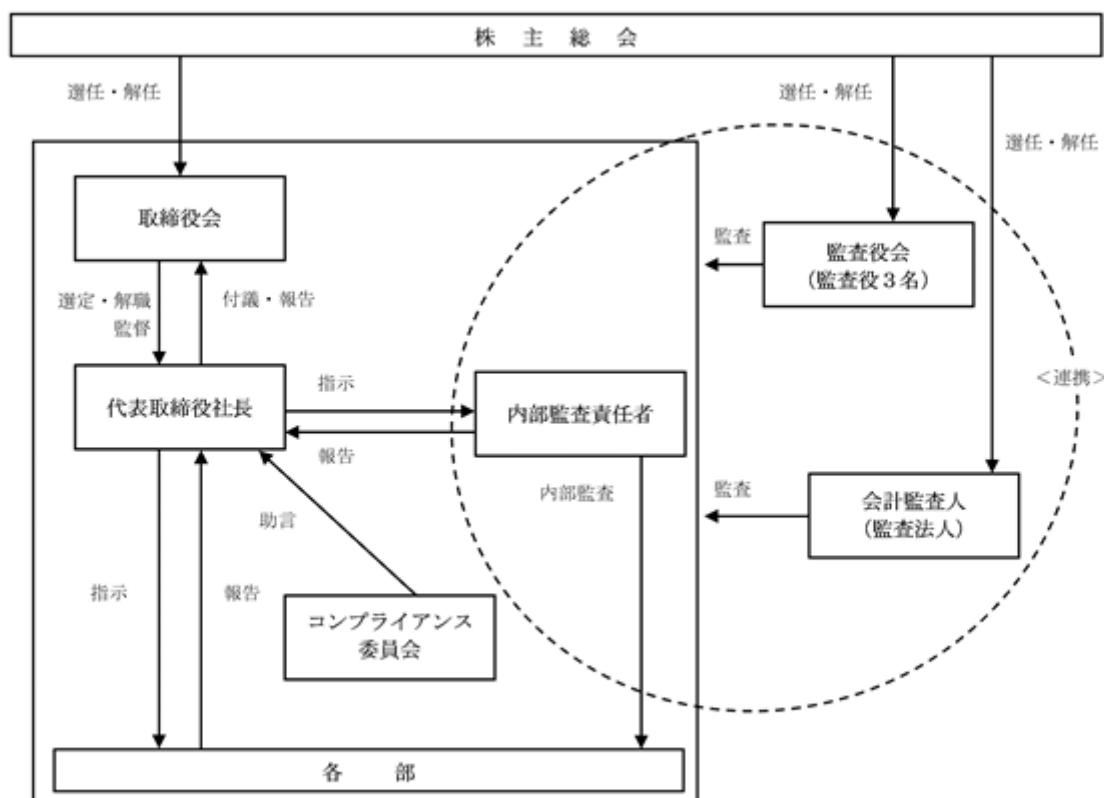 株主総会
選任・解任
選任・解任
選任・解任
取締役会
監査
監査役会
(監査役3名)
選定・解職
監督
付議・報告
指示
<連携>
代表取締役社長
内部監査責任者
報告
内部監査
監査
会計監査人
(監査法人)
助言
指示
報告
コンプライアンス
委員会
各部